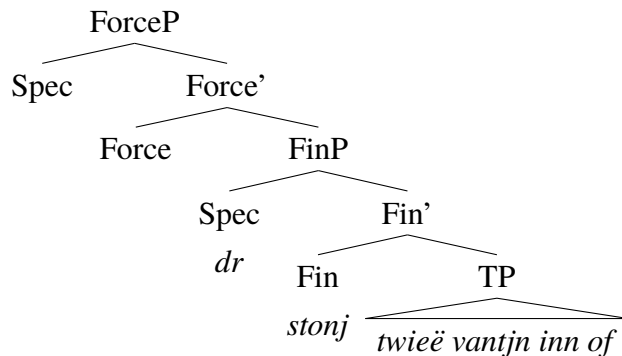 ForceP
Spec Force’
Force FinP
Spec Fin’
dr Fin TP
stonj twieë vantjn inn of